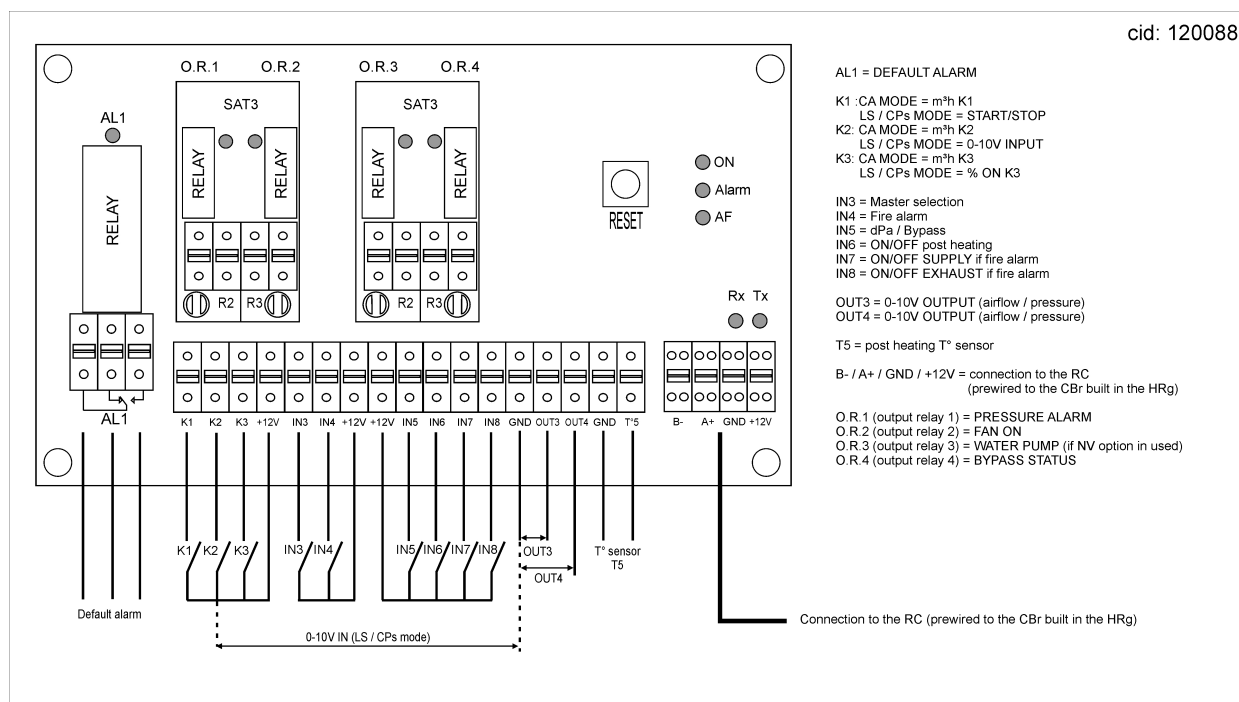 cid: 120088
O.R.1 O.R.2 O.R.3 O.R.4
SAT3 SAT3
AL1
RELAY RELAY RELAY RELAY RELAY
RESET
ON
Alarm
AF
R2 R3 R2 R3
Rx Tx
AL1
K1 K2 K3 +12V IN3 IN4 +12V +12V IN5 IN6 IN7 IN8 GND OUT3 OUT4 GND T°5
B- A+ GND +12V
K1 K2 K3 IN3 IN4 IN5 IN6 IN7 IN8
OUT3
OUT4
T° sensor
T5
Default alarm
0-10V IN (LS / CPs mode)
Connection to the RC (prewired to the CBr built in the HRg)
AL1 = DEFAULT ALARM
K1 :CA MODE = m³h K1
LS / CPs MODE = START/STOP
K2: CA MODE = m³h K2
LS / CPs MODE = 0-10V INPUT
K3: CA MODE = m³h K3
LS / CPs MODE = % ON K3
IN3 = Master selection
IN4 = Fire alarm
IN5 = dPa / Bypass
IN6 = ON/OFF post heating
IN7 = ON/OFF SUPPLY if fire alarm
IN8 = ON/OFF EXHAUST if fire alarm
OUT3 = 0-10V OUTPUT (airflow / pressure)
OUT4 = 0-10V OUTPUT (airflow / pressure)
T5 = post heating T° sensor
B- / A+ / GND / +12V = connection to the RC
(prewired to the CBr built in the HRg)
O.R.1 (output relay 1) = PRESSURE ALARM
O.R.2 (output relay 2) = FAN ON
O.R.3 (output relay 3) = WATER PUMP (if NV option in used)
O.R.4 (output relay 4) = BYPASS STATUS